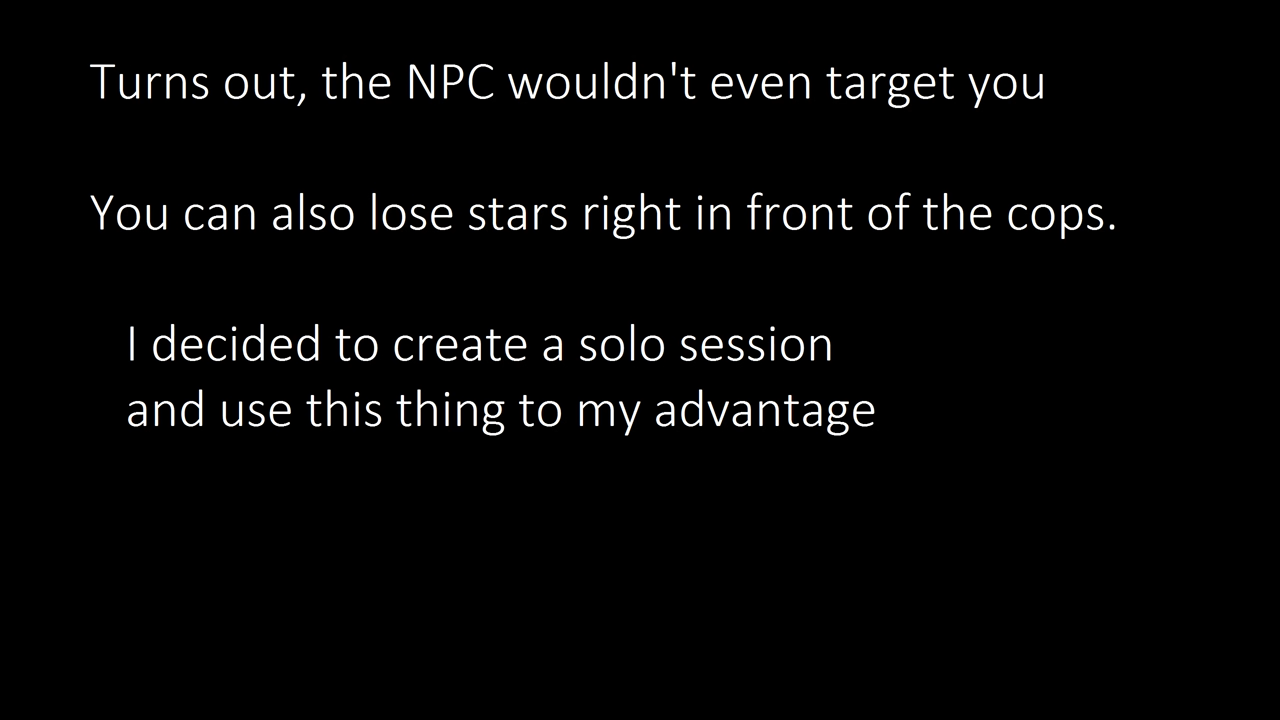 Turns out, the NPC wouldn't even target you
You can also lose stars right in front of the cops.
I decided to create a solo session
and use this thing to my advantage